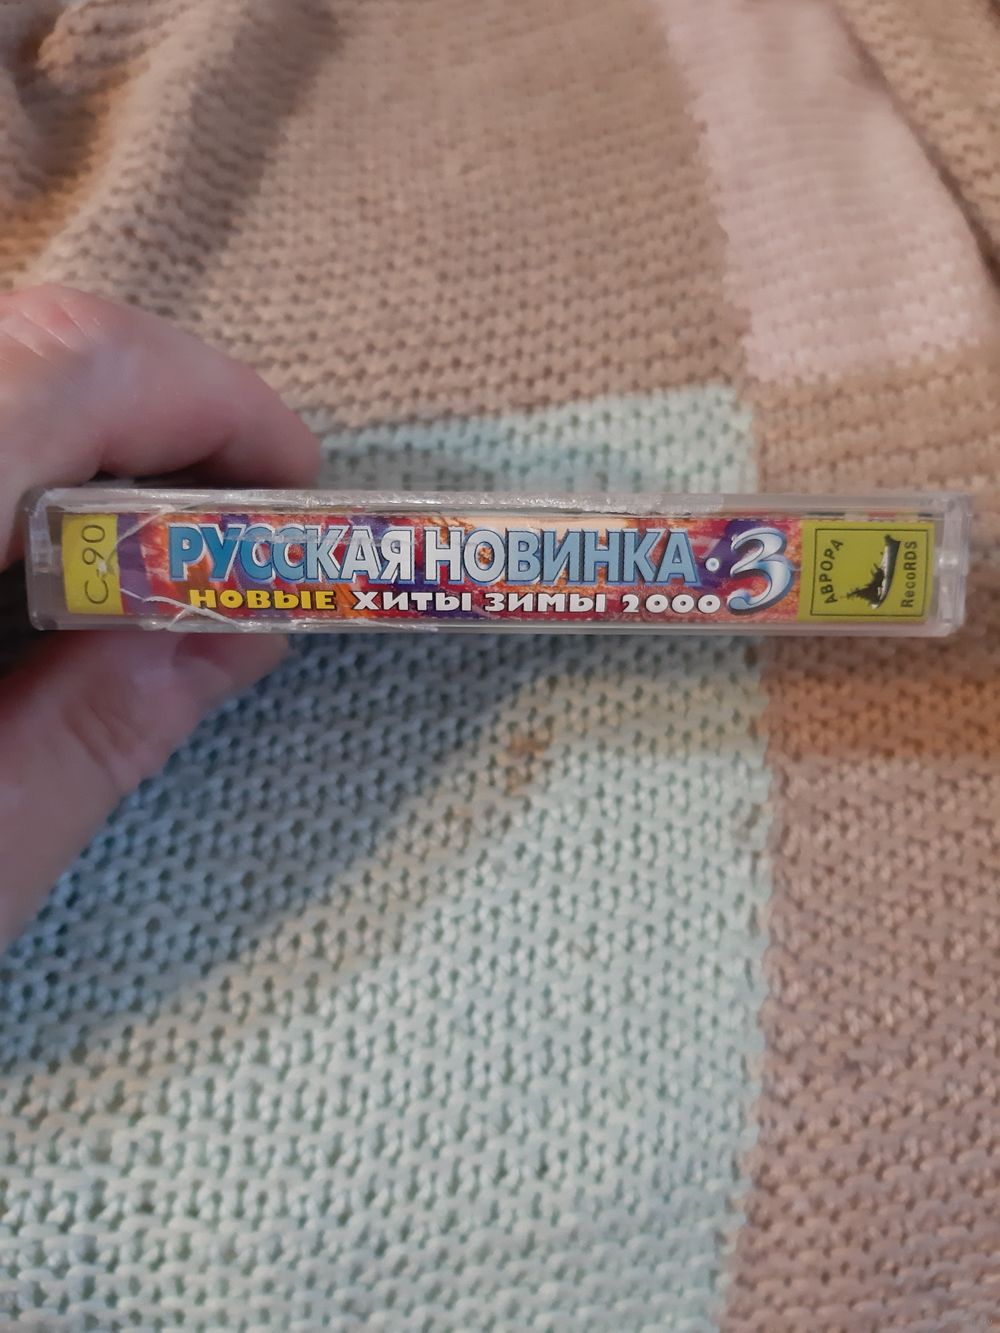 C-90
РУССКАЯ НОВИНКА · 3
НОВЫЕ ХИТЫ ЗИМЫ 2000
АВРОРА
RecoRDS